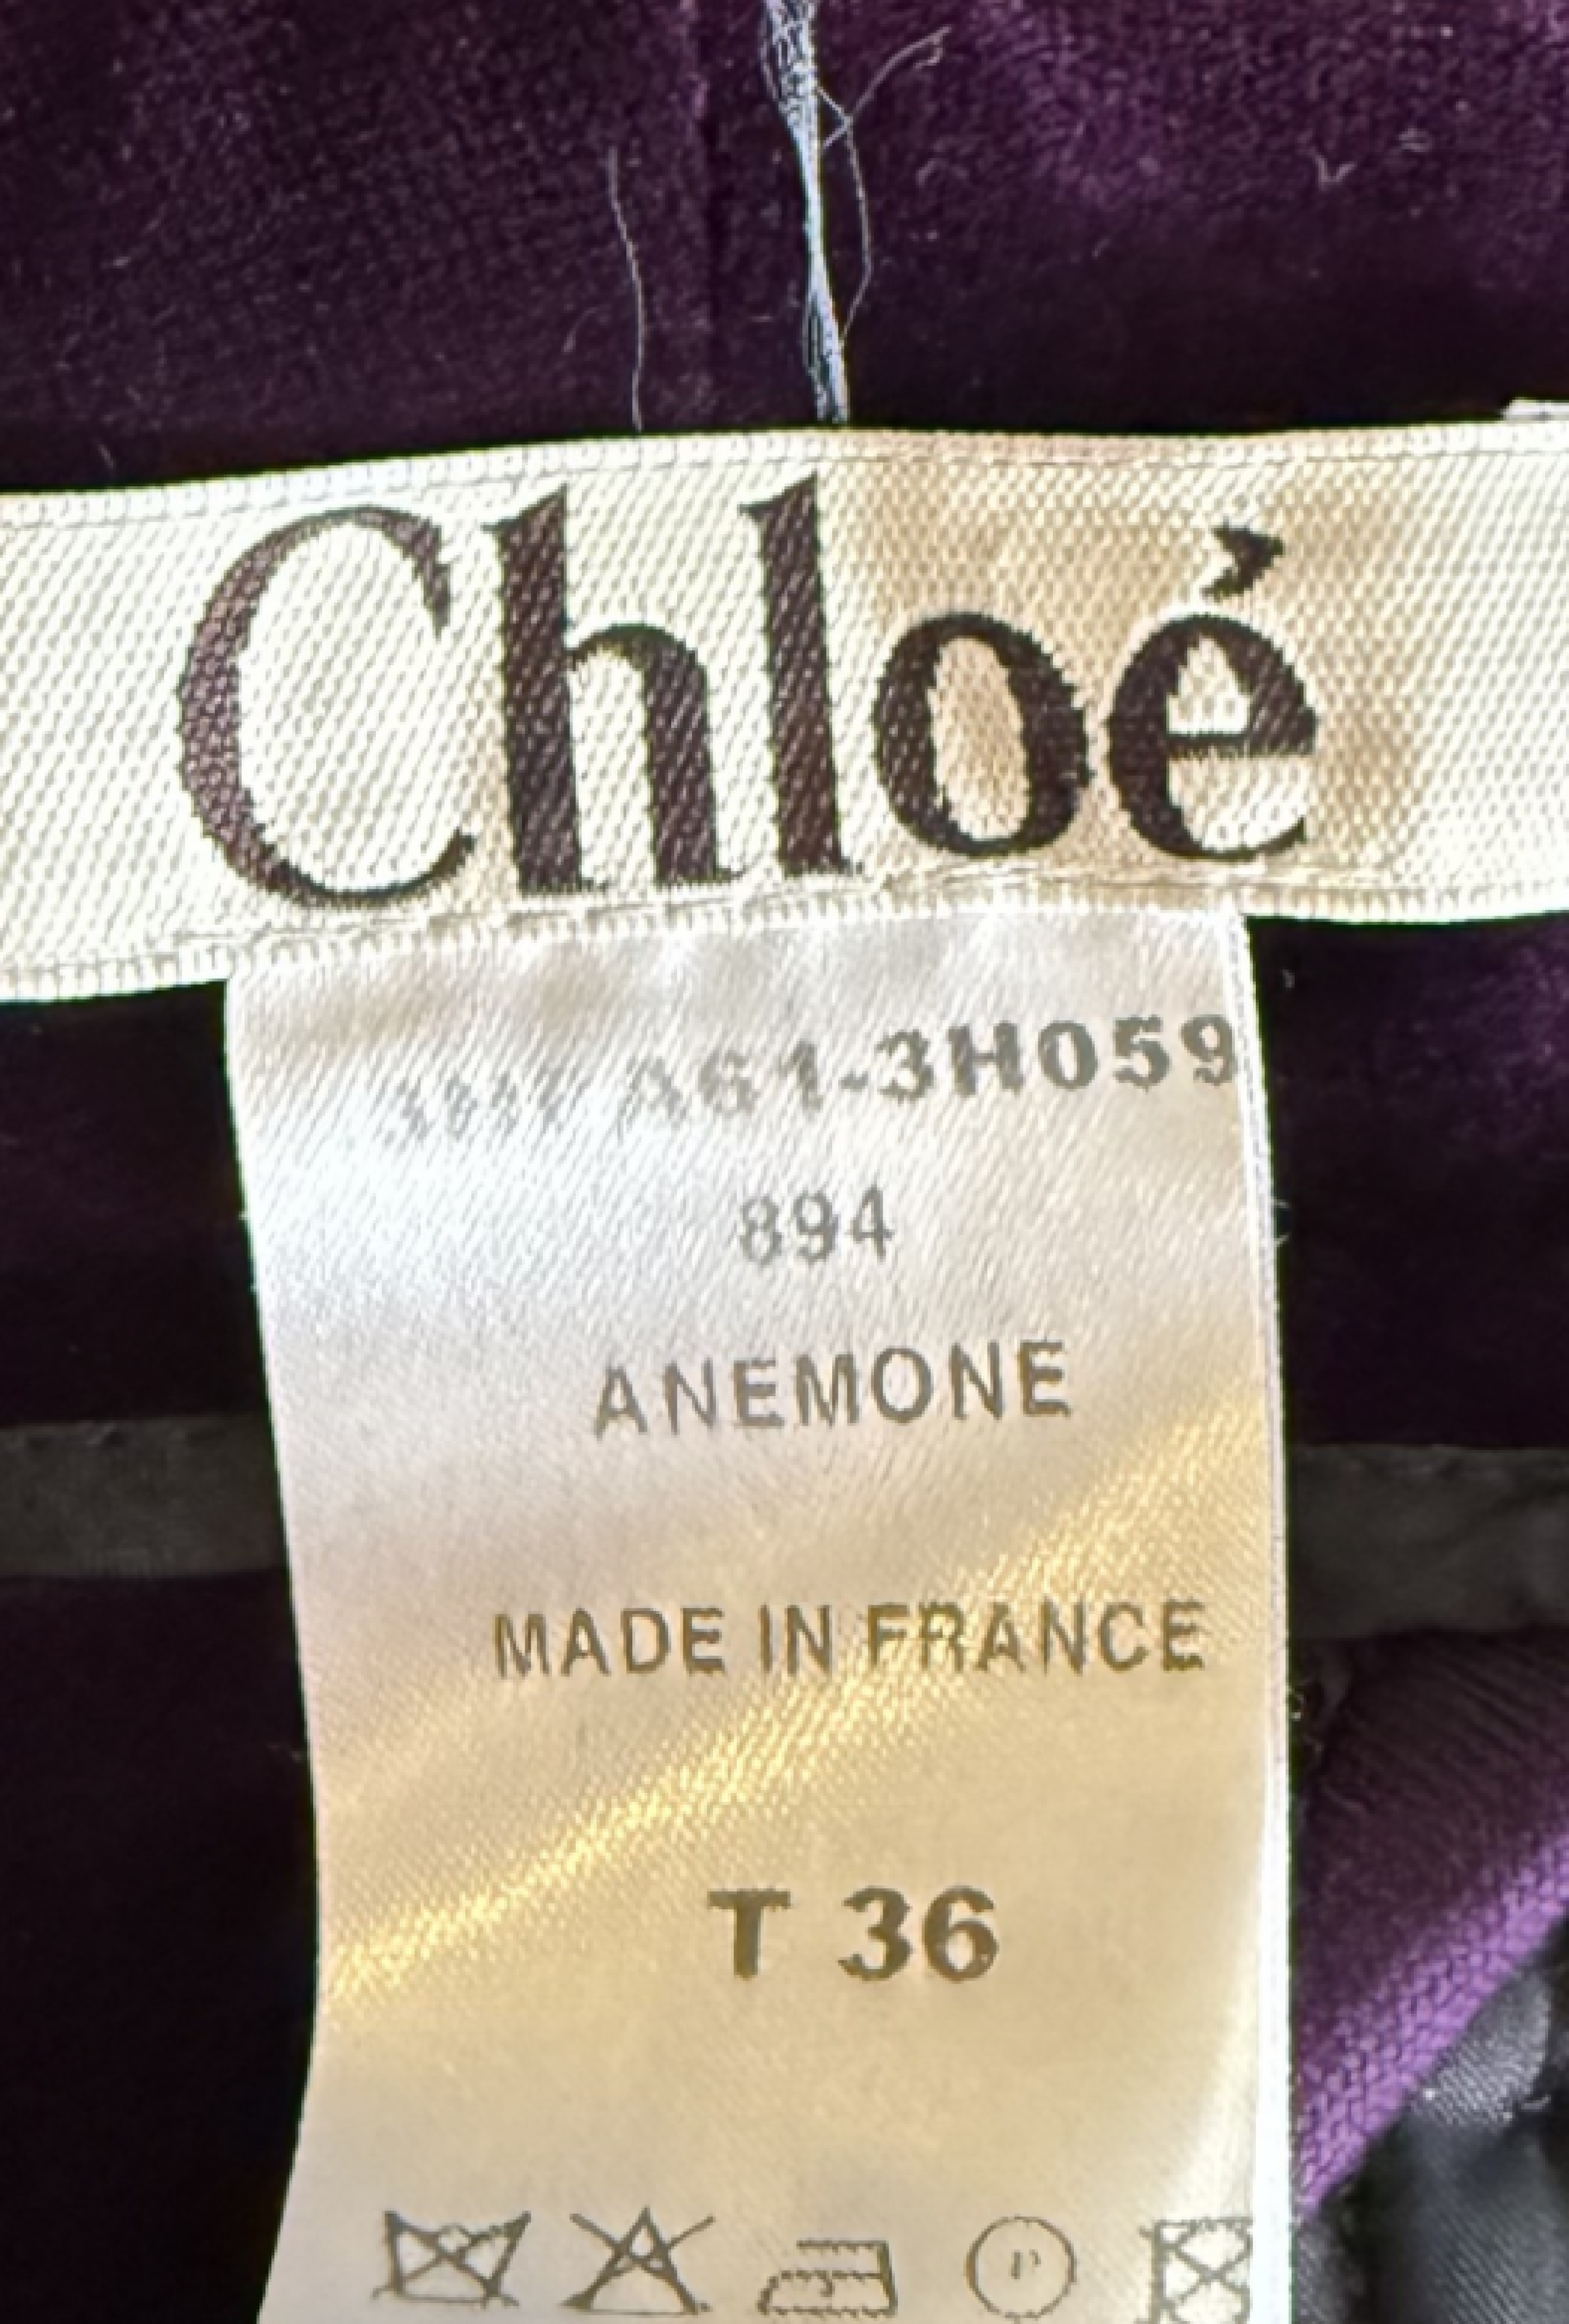 Chloé
A61-3H059
894
ANEMONE
MADE IN FRANCE
T 36
P